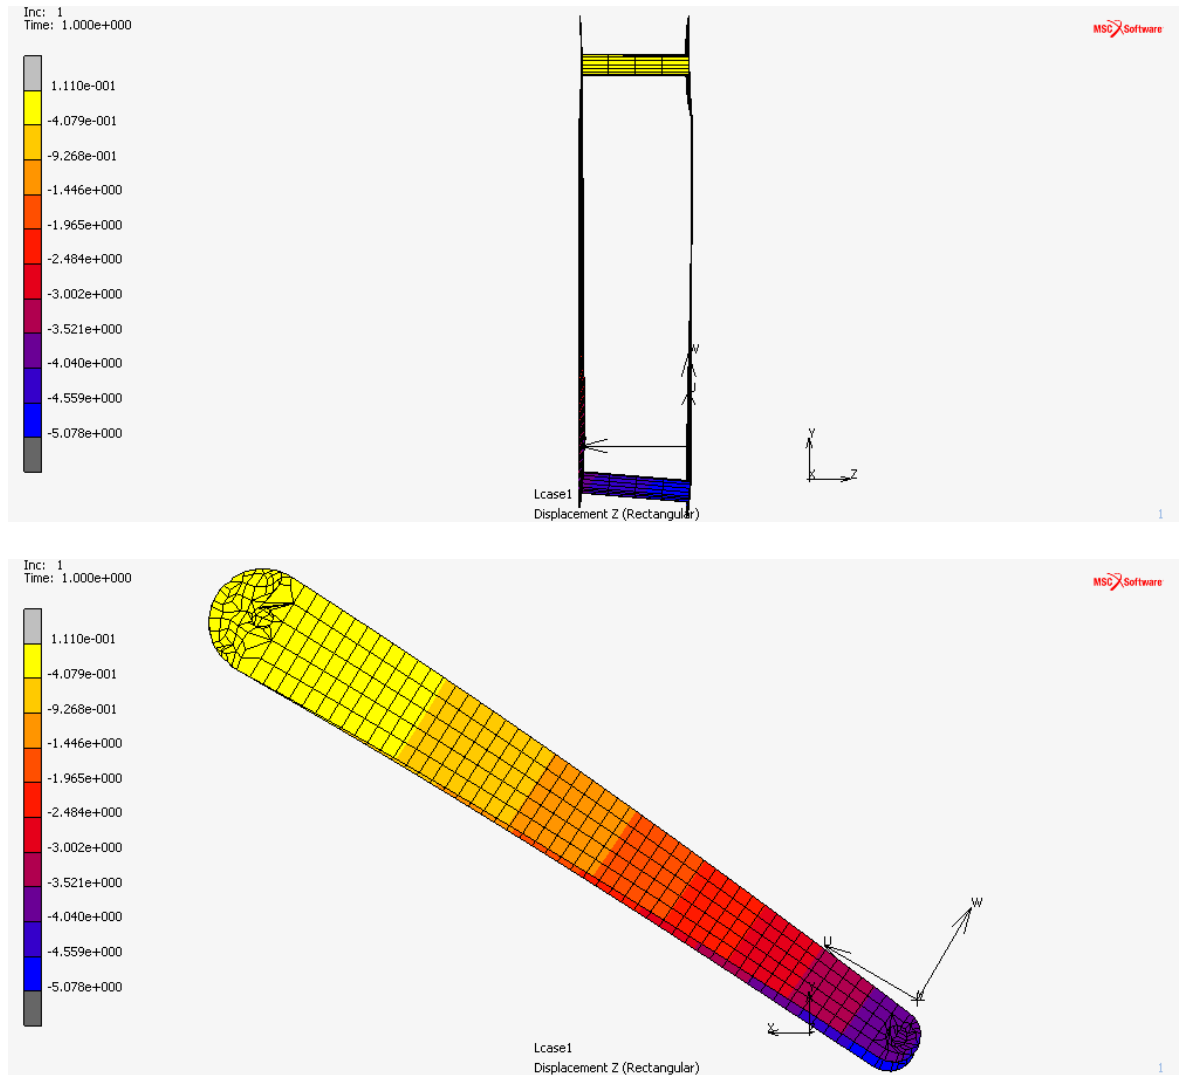 Inc: 1
Time: 1.000e+000
MSC Software
1.110e-001
-4.079e-001
-9.268e-001
-1.446e+000
-1.965e+000
-2.484e+000
-3.002e+000
-3.521e+000
-4.040e+000
-4.559e+000
-5.078e+000
V
U
Y
X
Z
Lcase1
Displacement Z (Rectangular)
1
Inc: 1
Time: 1.000e+000
MSC Software
1.110e-001
-4.079e-001
-9.268e-001
-1.446e+000
-1.965e+000
-2.484e+000
-3.002e+000
-3.521e+000
-4.040e+000
-4.559e+000
-5.078e+000
W
U
X
Lcase1
Displacement Z (Rectangular)
1